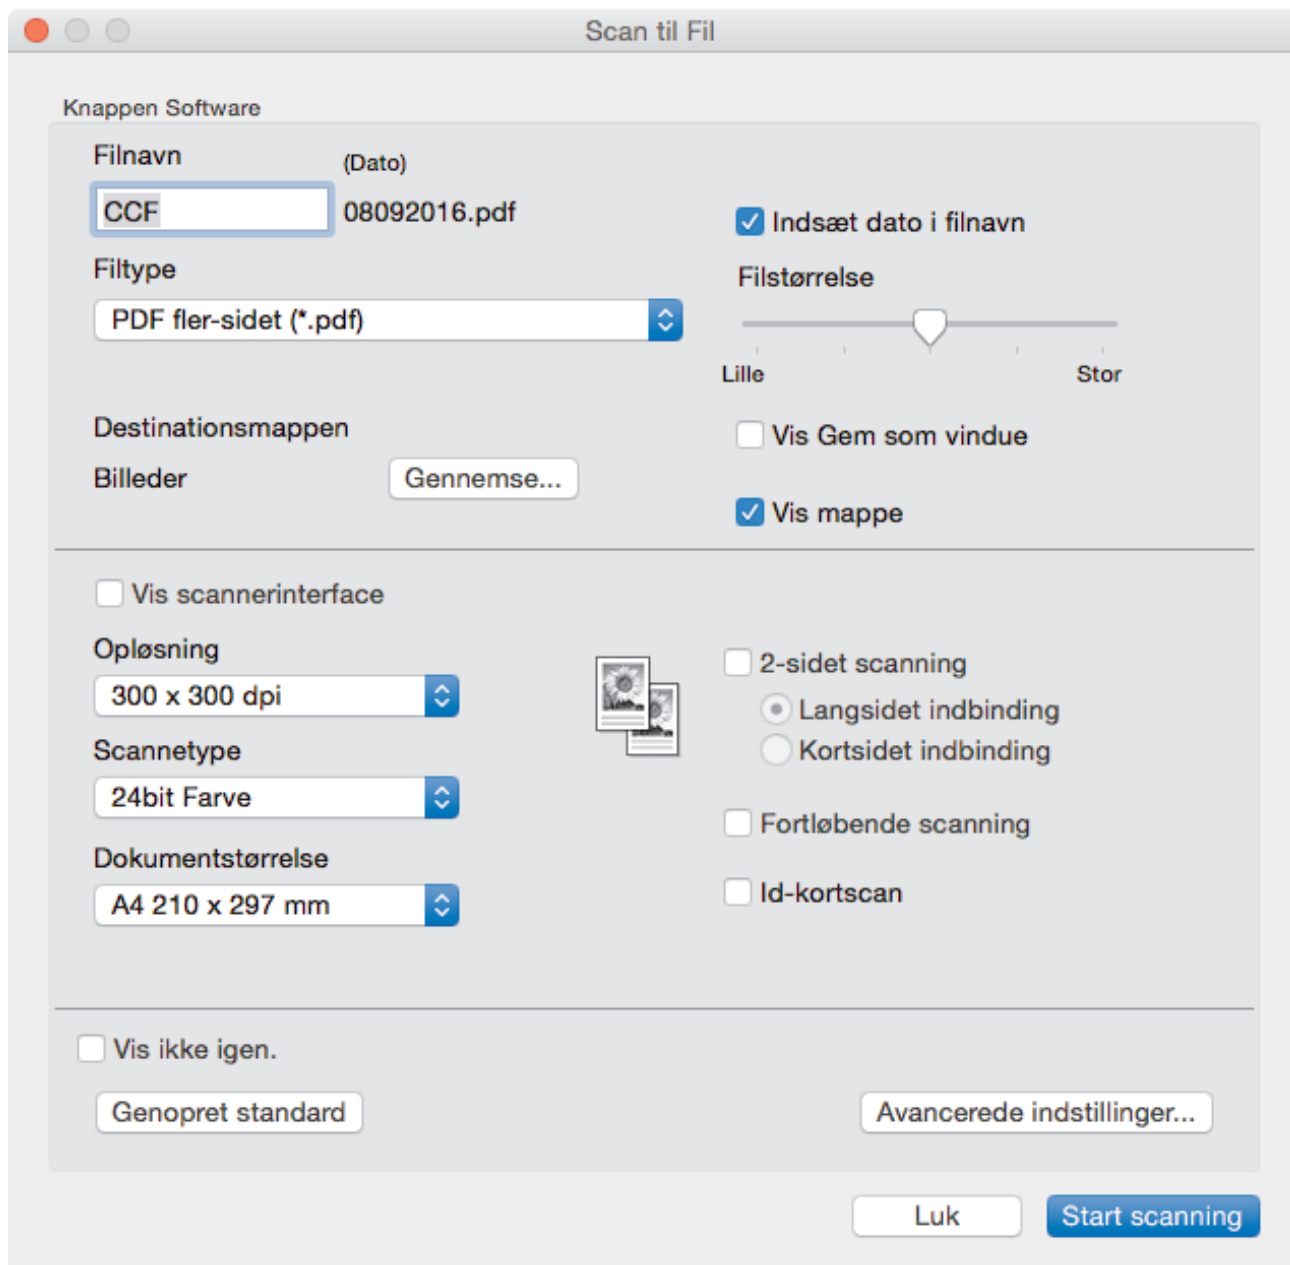 Scan til Fil
Knappen Software
Filnavn
(Dato)
CCF
08092016.pdf
Indsæt dato i filnavn
Filtype
PDF fler-sidet (*.pdf)
Filstørrelse
Lille
Stor
Destinationsmappen
Billeder
Gennemse...
Vis Gem som vindue
Vis mappe
Vis scannerinterface
Opløsning
300 x 300 dpi
Scannetype
24bit Farve
Dokumentstørrelse
A4 210 x 297 mm
2-sidet scanning
Langsidet indbinding
Kortsidet indbinding
Fortløbende scanning
Id-kortscan
Vis ikke igen.
Genopret standard
Avancerede indstillinger...
Luk
Start scanning